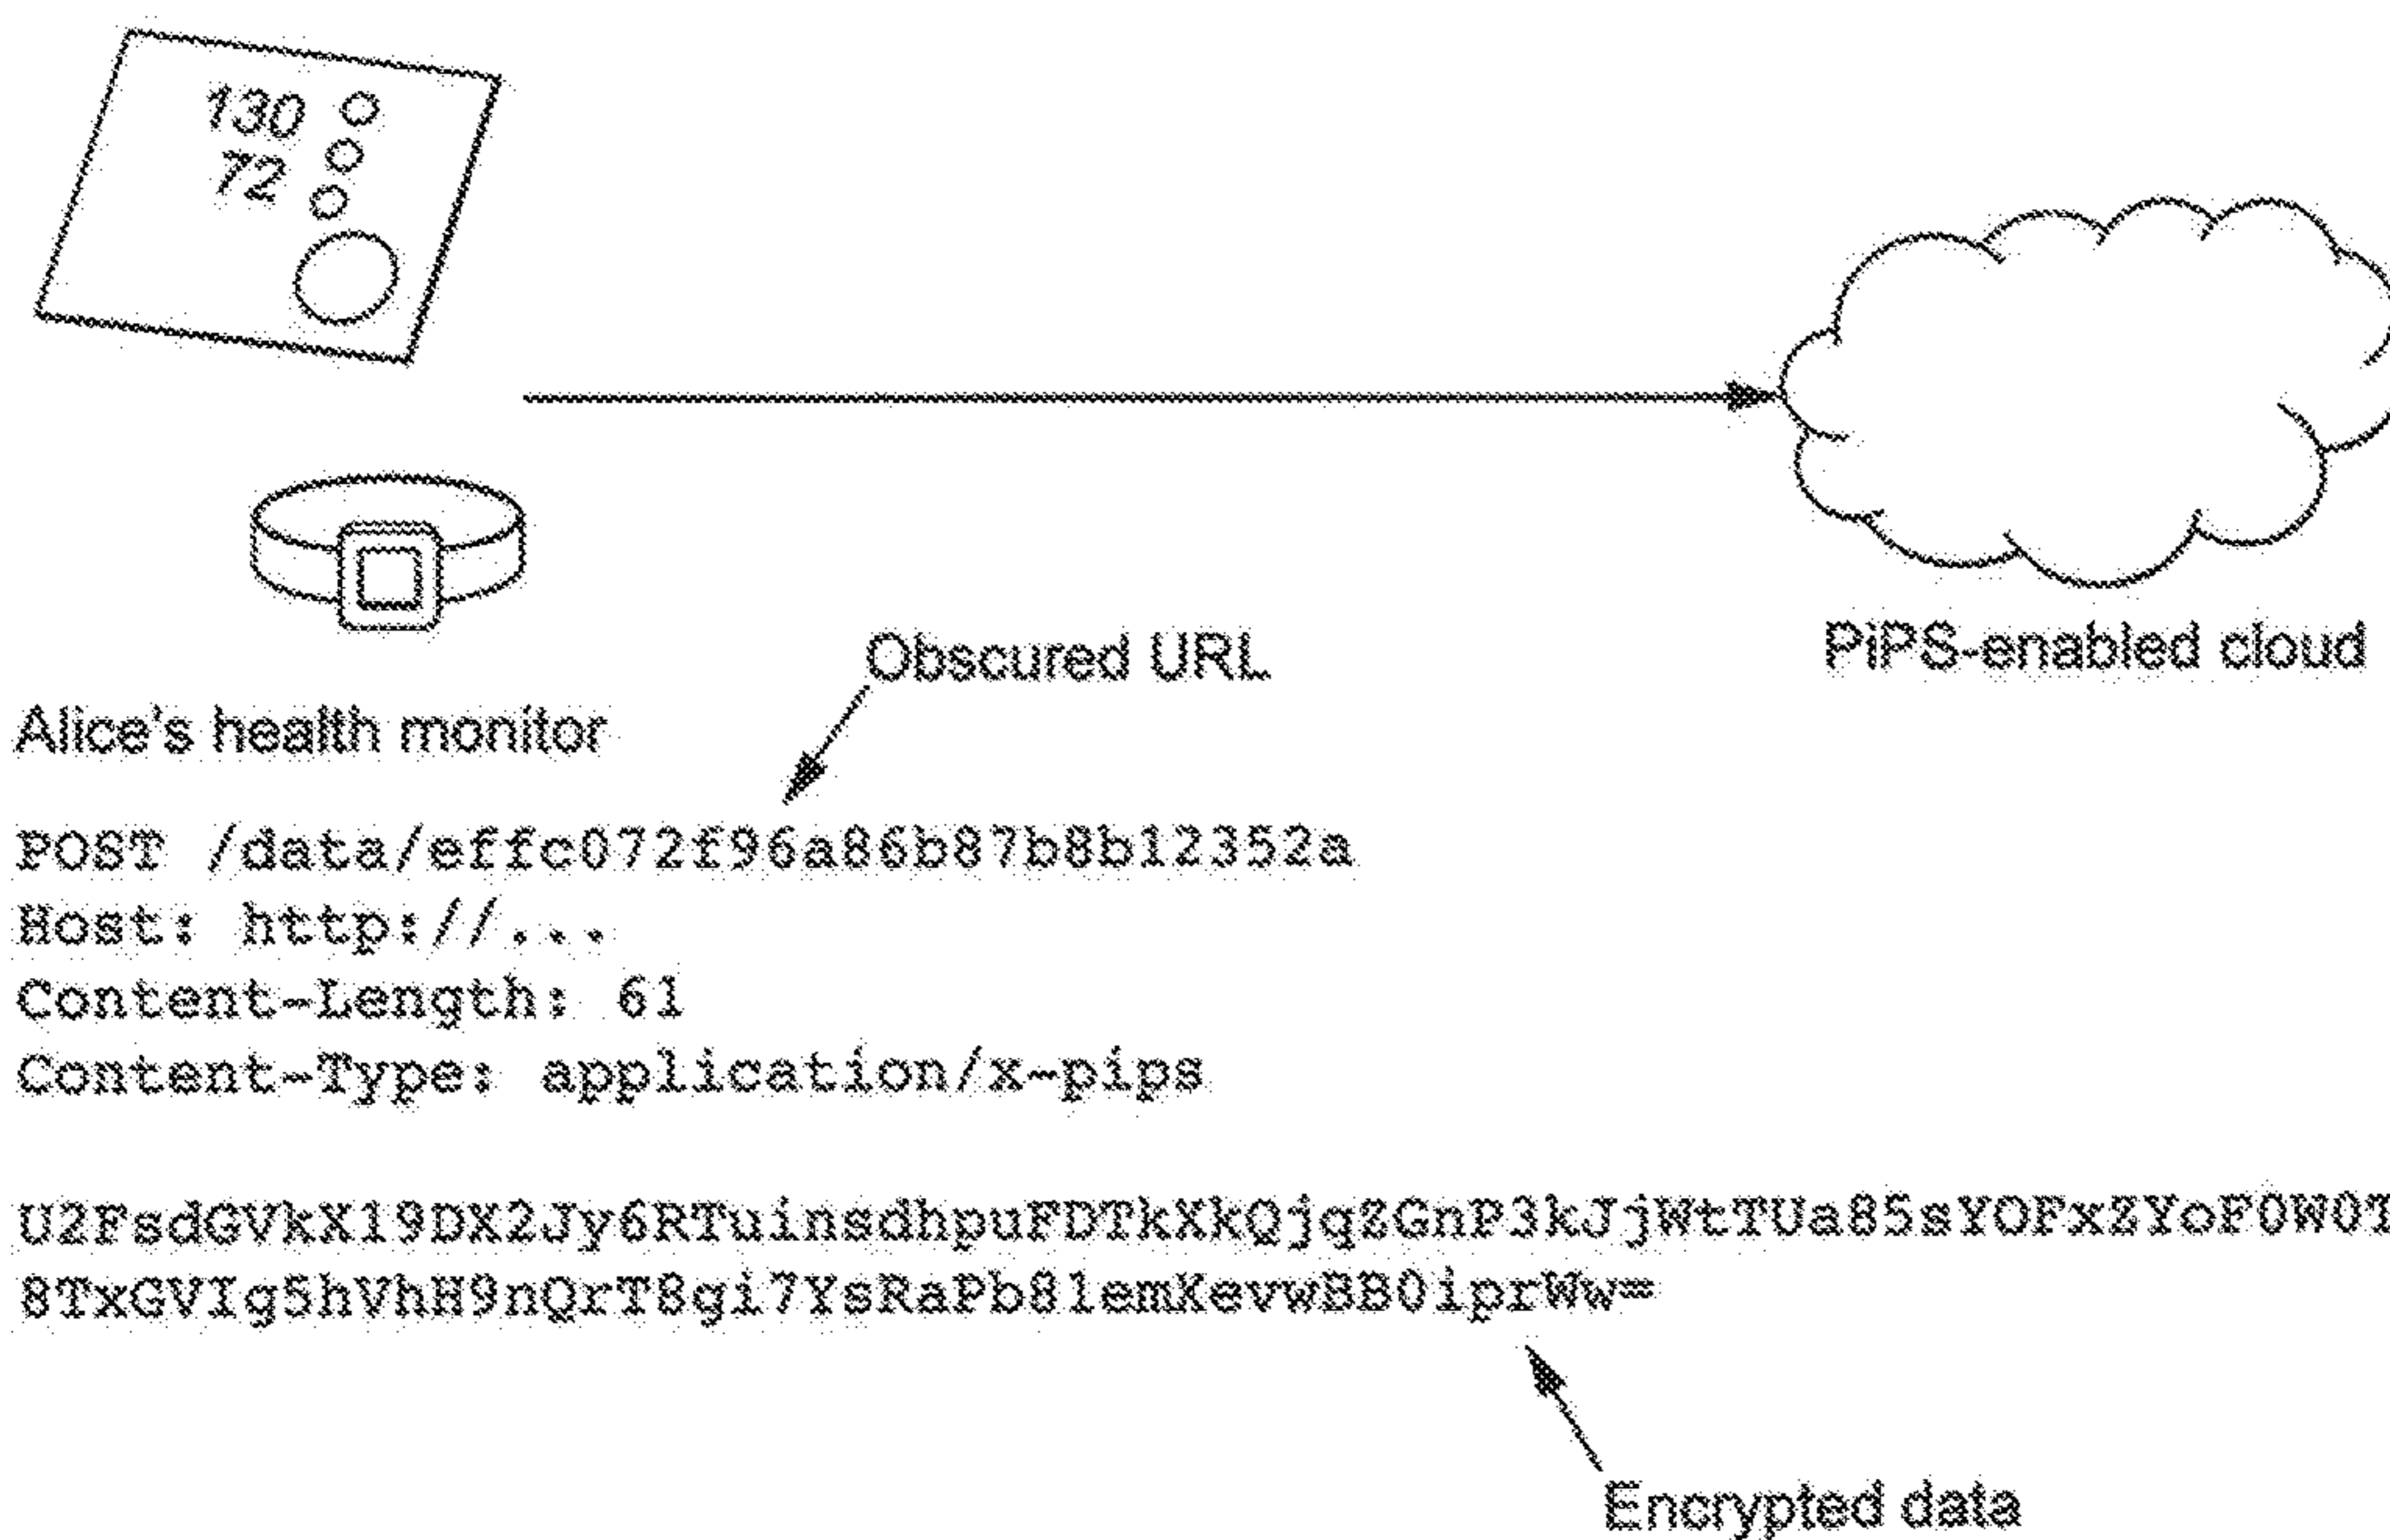 130
72
PiPS-enabled cloud
Obscured URL
Alice's health monitor
POST /data/effc072f96a86b87b8b12352a
Host: http://...
Content-Length: 61
Content-Type: application/x-pips
U2FsdGVkX19DX2Jy6RTuinsdhpuFDTkXkQjqZGnP3kJjWtTUa85sYOFxZYoF0W0T
8TxGVIg5hVhH9nQrT8gi7YsRaPb8lemKevwBB0iprWw=
Encrypted data